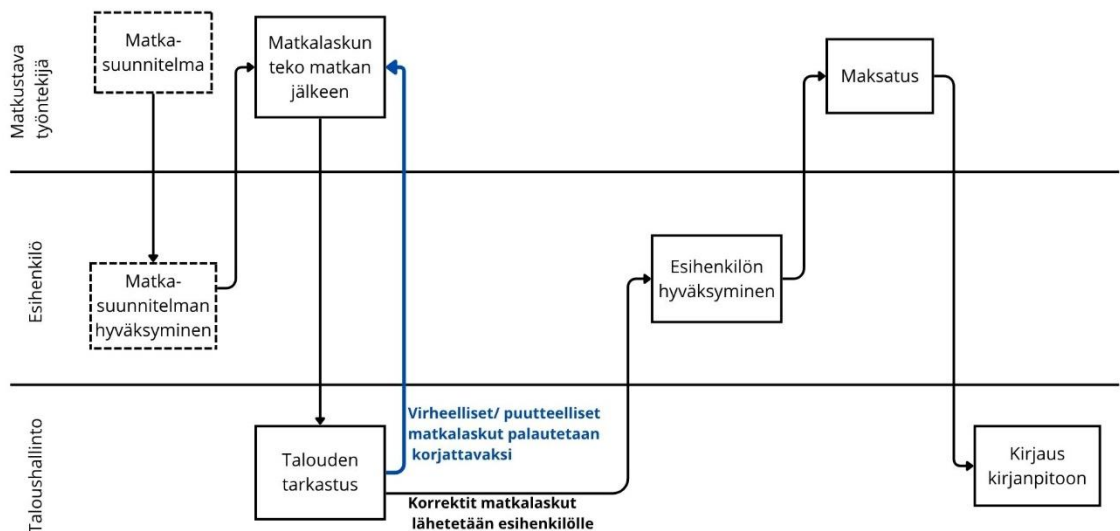 Matkustava
työntekijä
Matka-
suunnitelma
Matkalaskun
teko matkan
jälkeen
Maksatus
Esihenkilö
Matka-
suunnitelman
hyväksyminen
Esihenkilön
hyväksyminen
Taloushallinto
Talouden
tarkastus
Virheelliset/ puutteelliset
matkalaskut palautetaan
korjattavaksi
Korrektit matkalaskut
lähetetään esihenkilölle
Kirjaus
kirjanpitoon